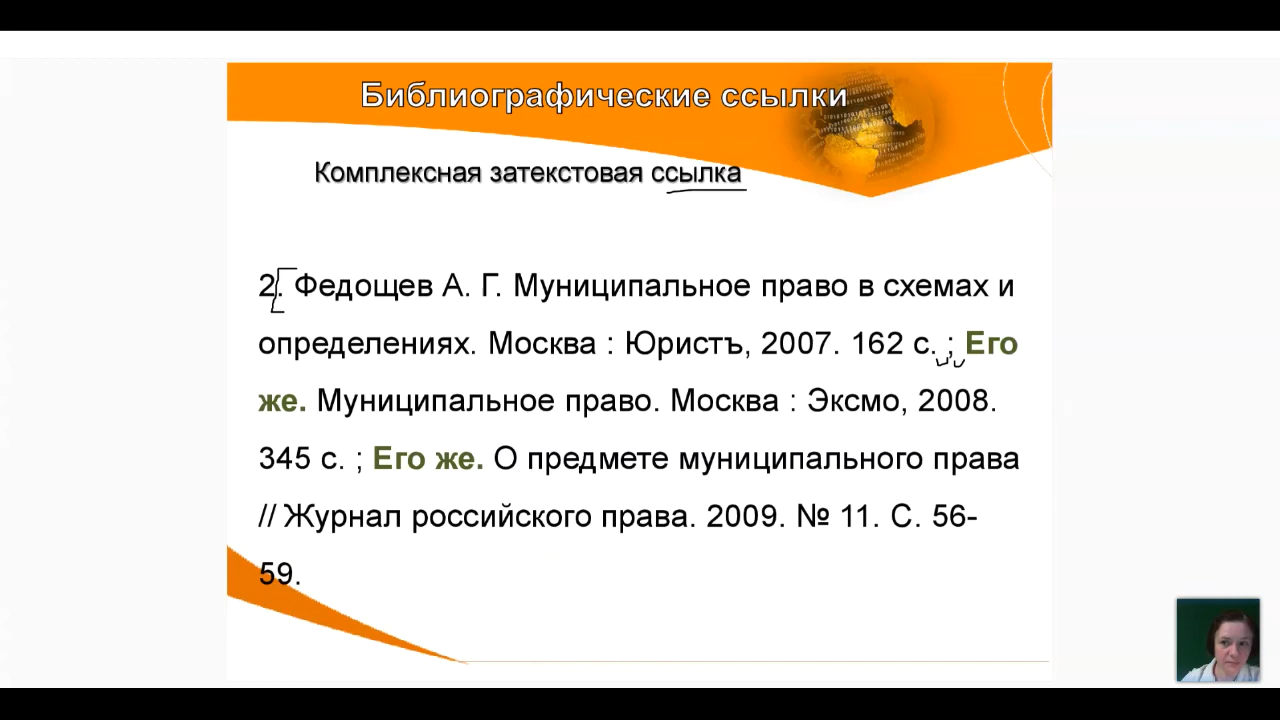 Библиографические ссылки
Комплексная затекстовая ссылка
2. Федощев А. Г. Муниципальное право в схемах и
определениях. Москва : Юристъ, 2007. 162 с. ; Его
же. Муниципальное право. Москва : Эксмо, 2008.
345 с. ; Его же. О предмете муниципального права
// Журнал российского права. 2009. № 11. С. 56-
59.